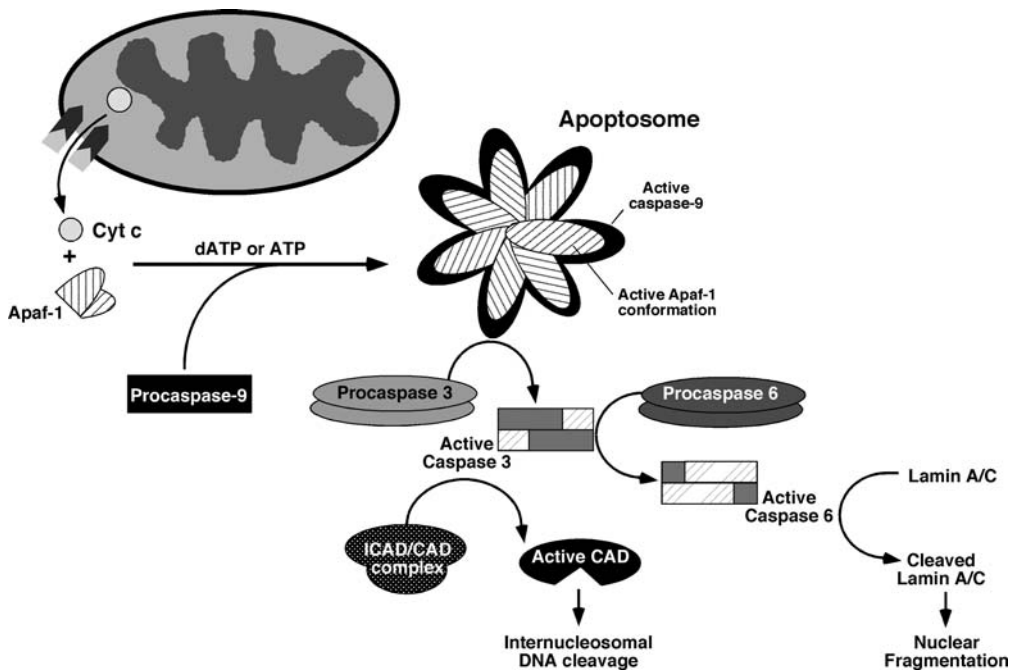 Apoptosome
Active
caspase-9
Cyt c
+
dATP or ATP
Apaf-1
Active Apaf-1
conformation
Procaspase-9
Procaspase 3
Procaspase 6
Active
Caspase 3
Active
Caspase 6
Lamin A/C
ICAD/CAD
complex
Active CAD
Cleaved
Lamin A/C
Internucleosomal
DNA cleavage
Nuclear
Fragmentation